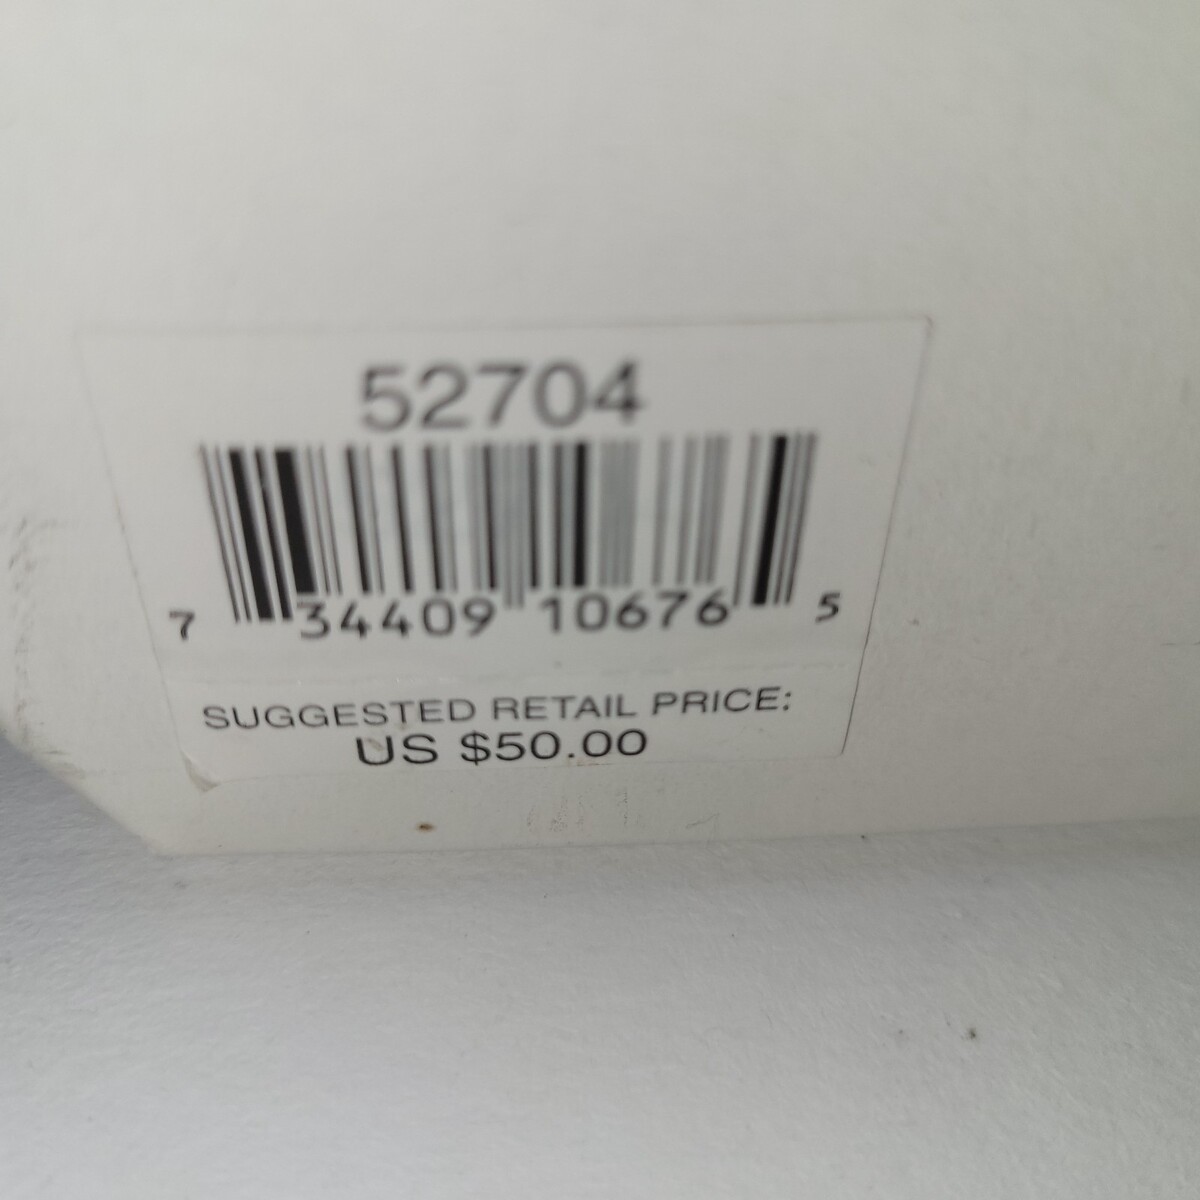 52704
7 34409 10676 5
SUGGESTED RETAIL PRICE:
US $50.00